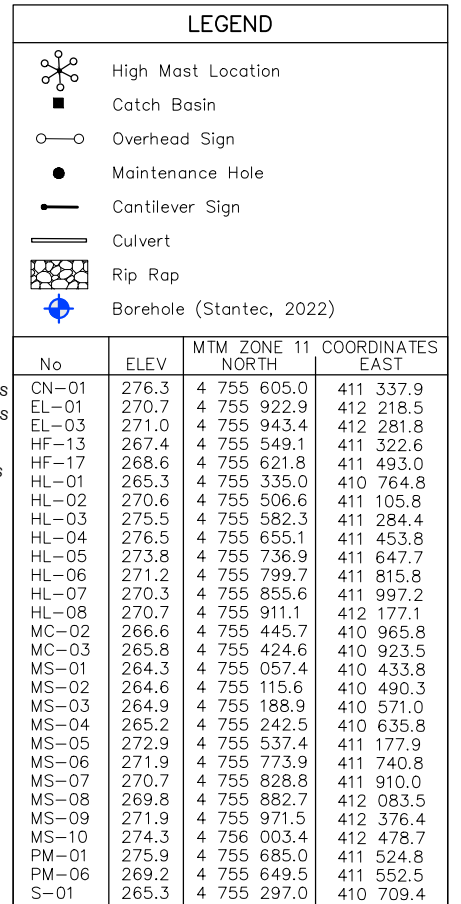 LEGEND
High Mast Location
Catch Basin
Overhead Sign
Maintenance Hole
Cantilever Sign
Culvert
Rip Rap
Borehole (Stantec, 2022)
No ELEV MTM ZONE 11 COORDINATES
NORTH EAST
CN-01 276.3 4 755 605.0 411 337.9
EL-01 270.7 4 755 922.9 412 218.5
EL-03 271.0 4 755 943.4 412 281.8
HF-13 267.4 4 755 549.1 411 322.6
HF-17 268.6 4 755 621.8 411 493.0
HL-01 265.3 4 755 335.0 410 764.8
HL-02 270.6 4 755 506.6 411 105.8
HL-03 275.5 4 755 582.3 411 284.4
HL-04 276.5 4 755 655.1 411 453.8
HL-05 273.8 4 755 736.9 411 647.7
HL-06 271.2 4 755 799.7 411 815.8
HL-07 270.3 4 755 855.6 411 997.2
HL-08 270.7 4 755 911.1 412 177.1
MC-02 266.6 4 755 445.7 410 965.8
MC-03 265.8 4 755 424.6 410 923.5
MS-01 264.3 4 755 057.4 410 433.8
MS-02 264.6 4 755 115.6 410 490.3
MS-03 264.9 4 755 188.9 410 571.0
MS-04 265.2 4 755 242.5 410 635.8
MS-05 272.9 4 755 537.4 411 177.9
MS-06 271.9 4 755 773.9 411 740.8
MS-07 270.7 4 755 828.8 411 910.0
MS-08 269.8 4 755 882.7 412 083.5
MS-09 271.9 4 755 971.5 412 376.4
MS-10 274.3 4 756 003.4 412 478.7
PM-01 275.9 4 755 685.0 411 524.8
PM-06 269.2 4 755 649.5 411 552.5
S-01 265.3 4 755 297.0 410 709.4